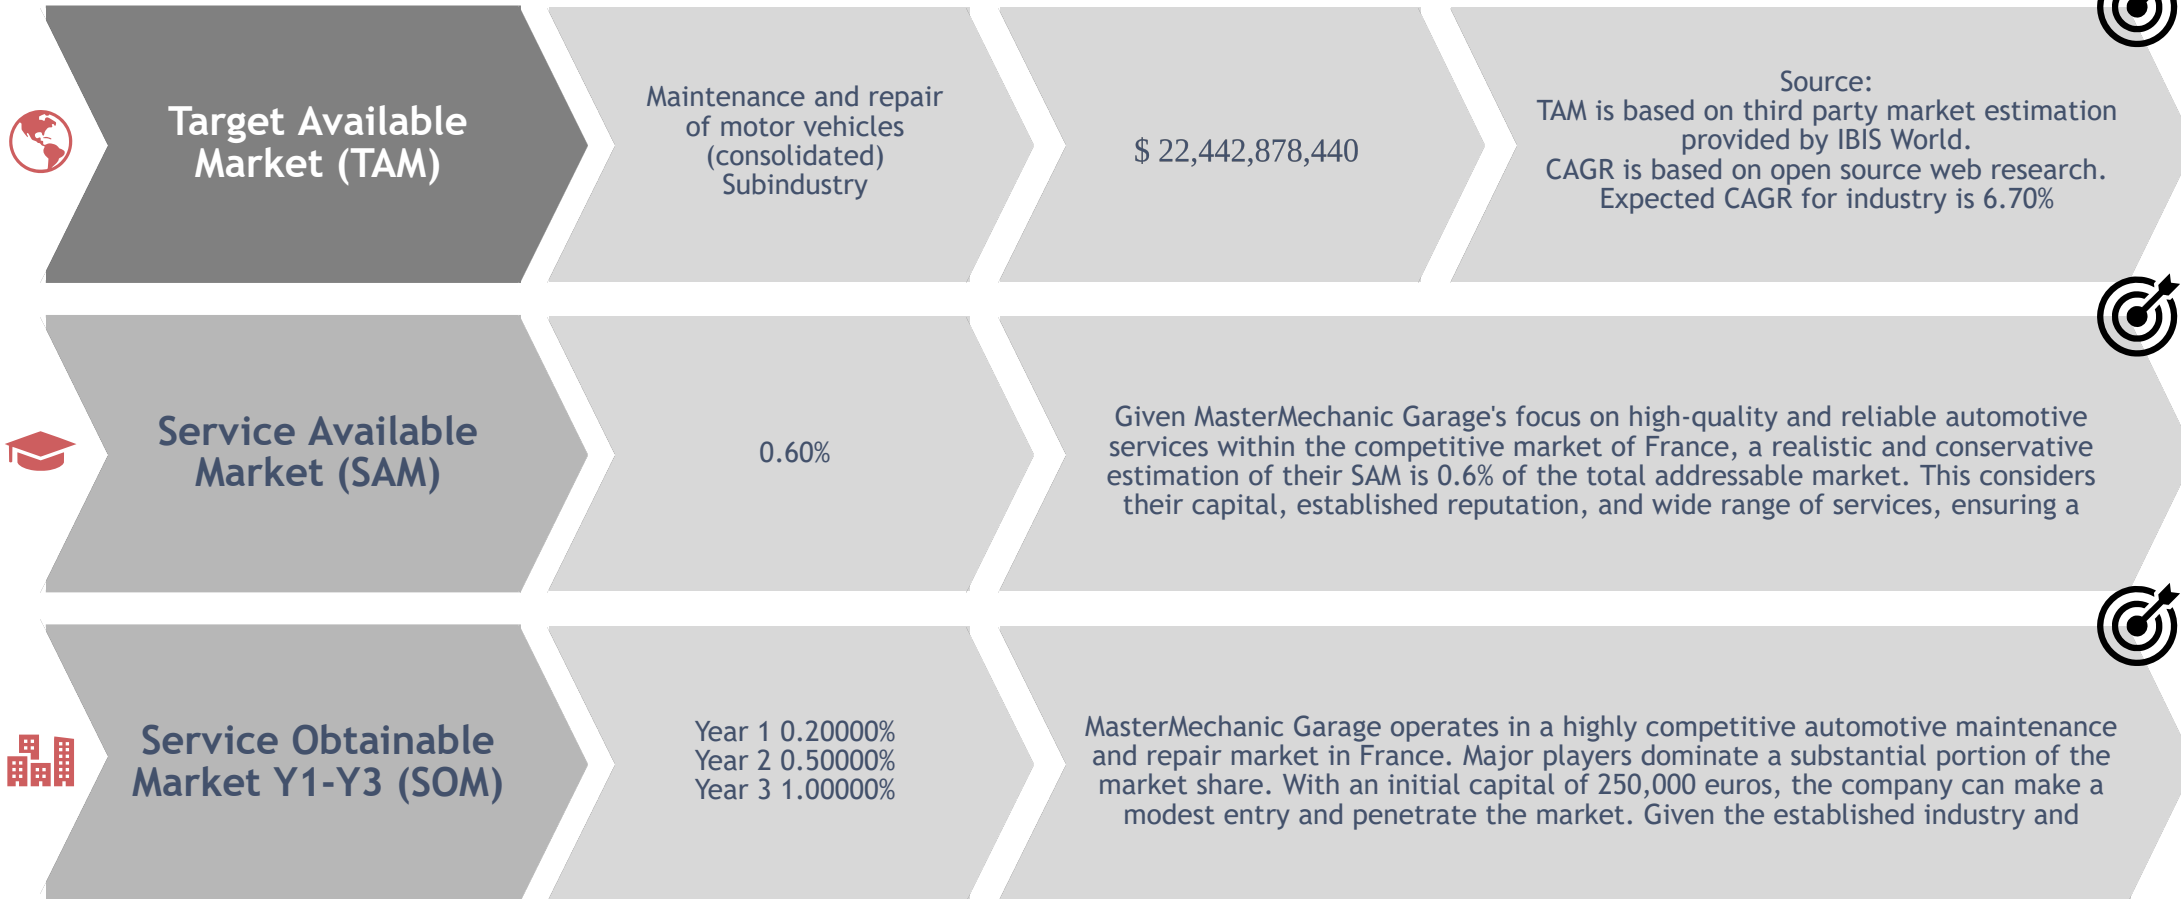 Target Available
Market (TAM)
Maintenance and repair
of motor vehicles
(consolidated)
Subindustry
$ 22,442,878,440
Source:
TAM is based on third party market estimation
provided by IBIS World.
CAGR is based on open source web research.
Expected CAGR for industry is 6.70%
Service Available
Market (SAM)
0.60%
Given MasterMechanic Garage's focus on high-quality and reliable automotive
services within the competitive market of France, a realistic and conservative
estimation of their SAM is 0.6% of the total addressable market. This considers
their capital, established reputation, and wide range of services, ensuring a
Service Obtainable
Market Y1-Y3 (SOM)
Year 1 0.20000%
Year 2 0.50000%
Year 3 1.00000%
MasterMechanic Garage operates in a highly competitive automotive maintenance
and repair market in France. Major players dominate a substantial portion of the
market share. With an initial capital of 250,000 euros, the company can make a
modest entry and penetrate the market. Given the established industry and